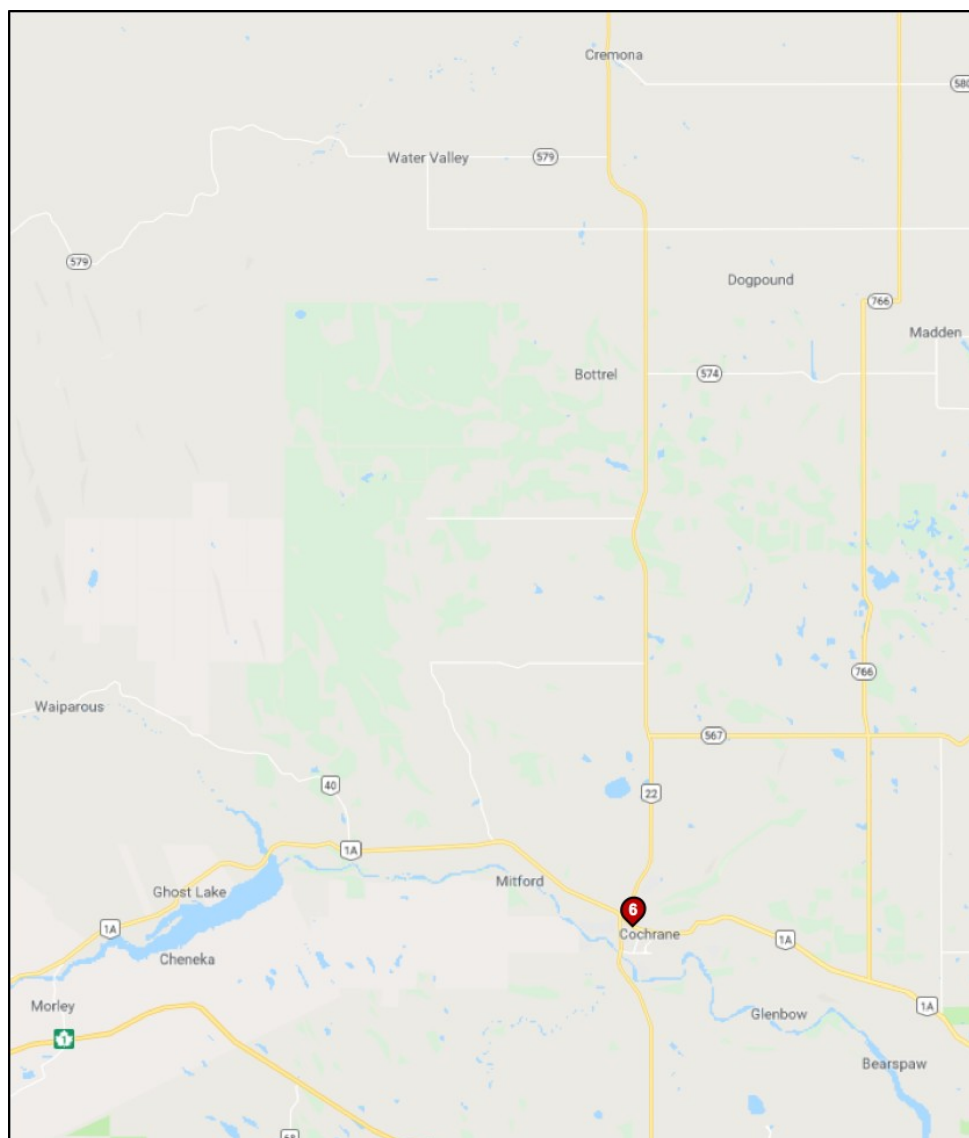 Cremona
580
Water Valley
579
579
Dogpound
766
Madden
Bottrel
574
766
Waiparous
567
40
22
1A
Mitford
Ghost Lake
6
1A
Cochrane
1A
Cheneka
Morley
1A
Glenbow
1
Bearspaw
68